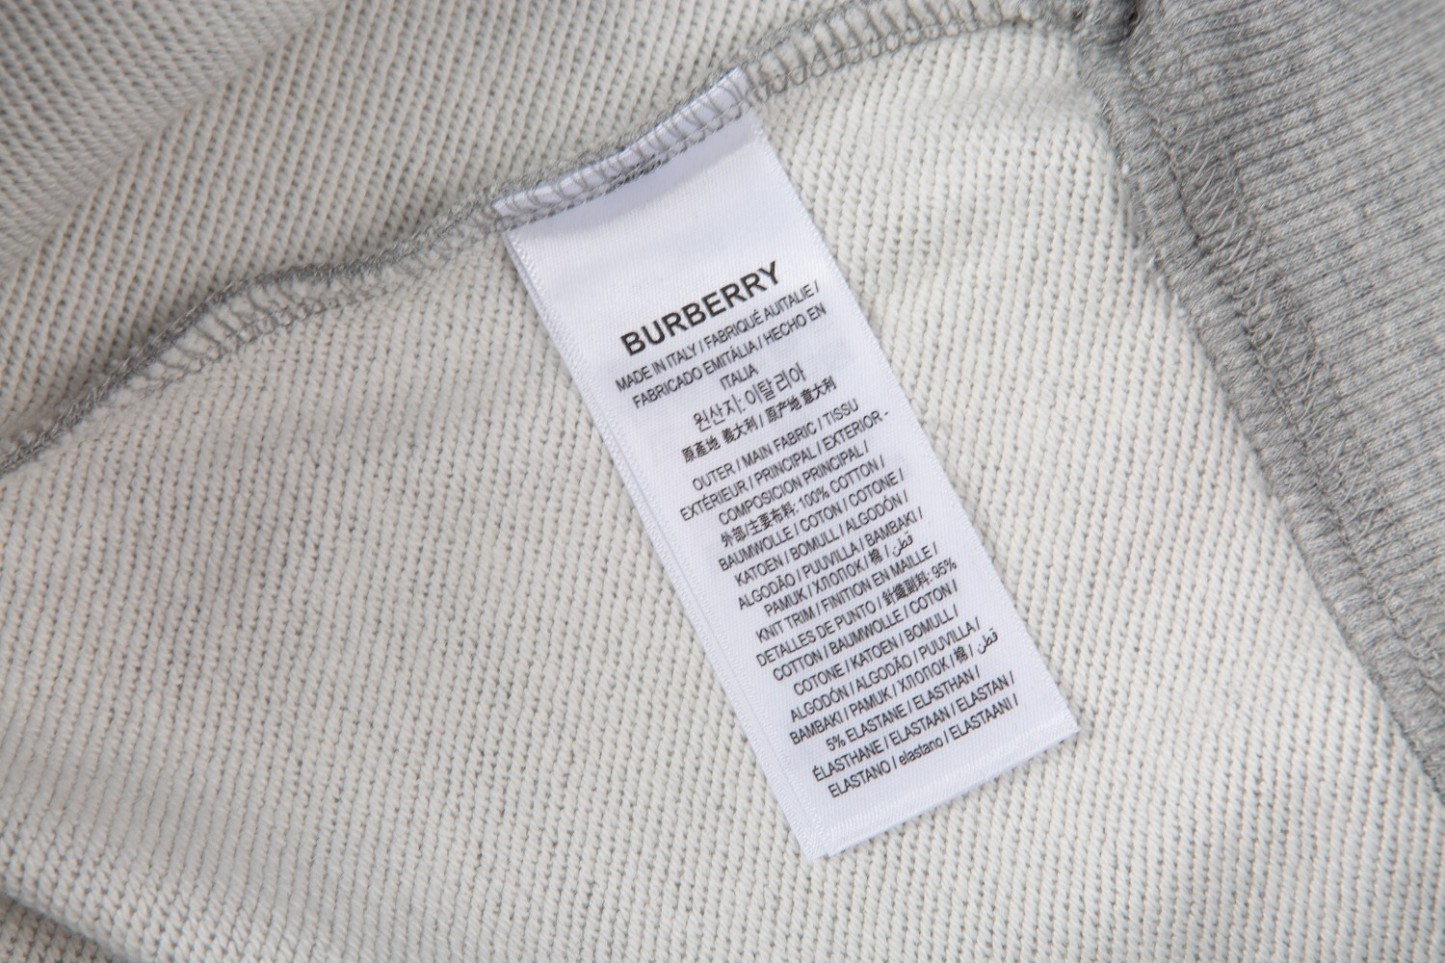 BURBERRY
MADE IN ITALY / FABRIQUÉ AUITALIE /
FABRICADO EMITÁLIA / HECHO EN
ITALIA
원산지: 이탈리아
原產地 義大利 / 原产地 意大利
OUTER / MAIN FABRIC / TISSU
EXTÉRIEUR / PRINCIPAL / EXTERIOR -
COMPOSICION PRINCIPAL /
外部/主要布料: 100% COTTON /
BAUMWOLLE / COTON / COTONE /
KATOEN / BOMULL / ALGODÓN /
ALGODÃO / PUUVILLA / BAMBAKI /
PAMUK / ХЛОПОК / 棉 / قطن /
KNIT TRIM / FINITION EN MAILLE /
DETALLES DE PUNTO / 針織副料: 95%
COTTON / BAUMWOLLE / COTON /
COTONE / KATOEN / BOMULL /
ALGODÓN / ALGODÃO / PUUVILLA /
BAMBAKI / PAMUK / ХЛОПОК / 棉 / قطن
5% ELASTANE / ELASTHAN /
ÉLASTHANE / ELASTAAN / ELASTAN /
ELASTANO / elastano / ELASTAANI /